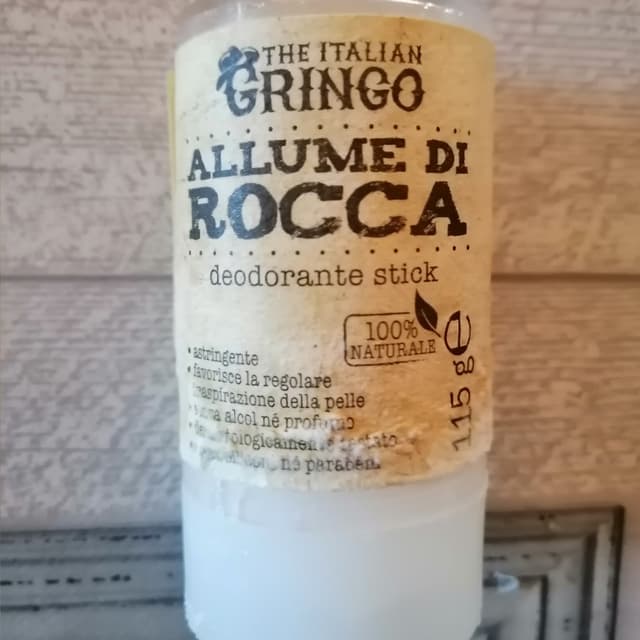 THE ITALIAN
GRINGO
ALLUME DI
ROCCA
deodorante stick
100%
NATURALE
115 g e
• astringente
• favorisce la regolare
traspirazione della pelle
alcol né profumo
né parabeni